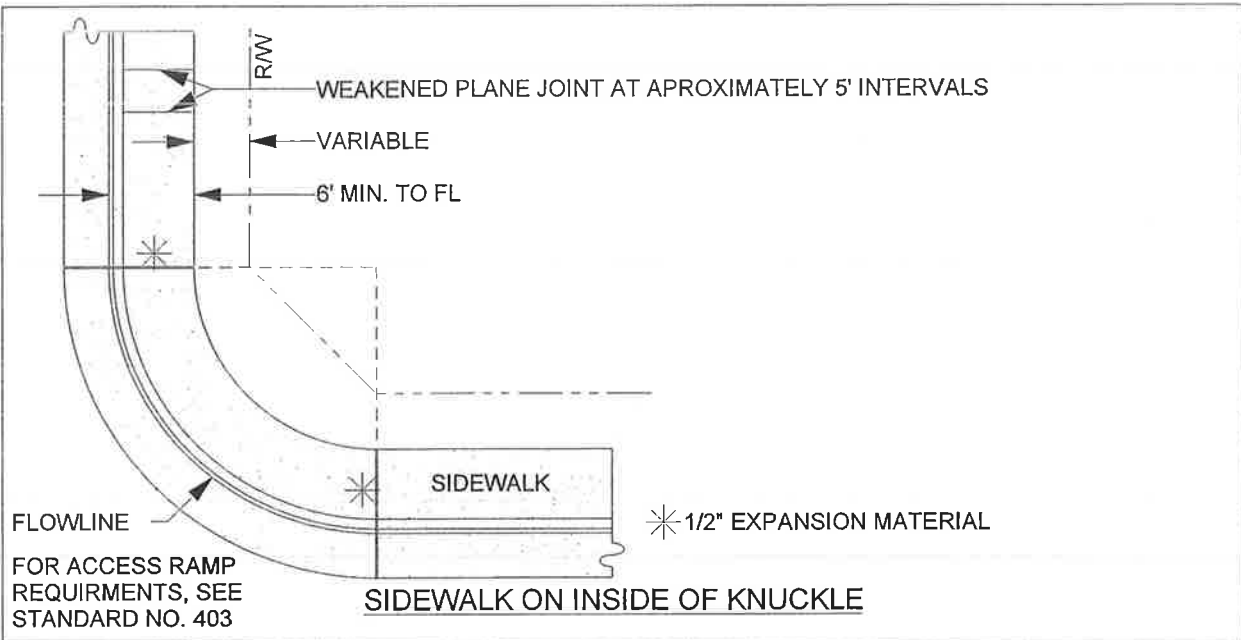 R/W
WEAKENED PLANE JOINT AT APROXIMATELY 5' INTERVALS
VARIABLE
6' MIN. TO FL
SIDEWALK
FLOWLINE
1/2" EXPANSION MATERIAL
FOR ACCESS RAMP
REQUIRMENTS, SEE
STANDARD NO. 403
SIDEWALK ON INSIDE OF KNUCKLE